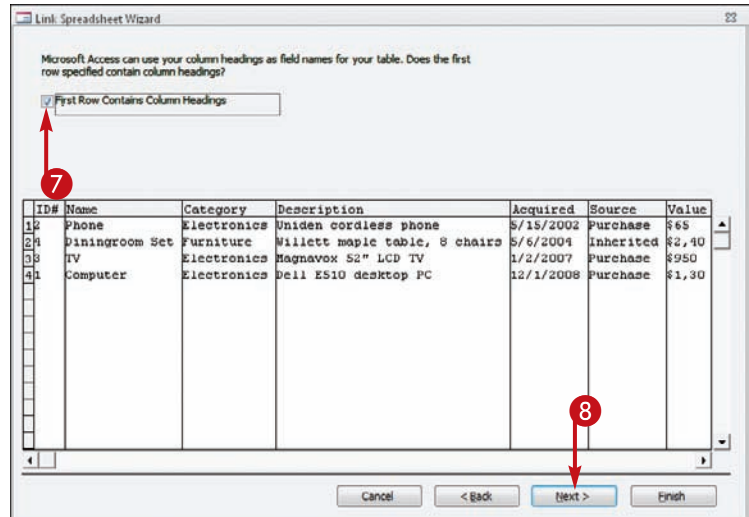 Link Spreadsheet Wizard
Microsoft Access can use your column headings as field names for your table. Does the first
row specified contain column headings?
First Row Contains Column Headings
7
ID# Name Category Description Acquired Source Value
1 2 Phone Electronics Uniden cordless phone 5/15/2002 Purchase $65
2 4 Diningroom Set Furniture Willett maple table, 8 chairs 5/6/2004 Inherited $2,40
3 3 TV Electronics Magnavox 52" LCD TV 1/2/2007 Purchase $950
4 1 Computer Electronics Dell E510 desktop PC 12/1/2008 Purchase $1,30
8
Cancel < Back Next > Finish